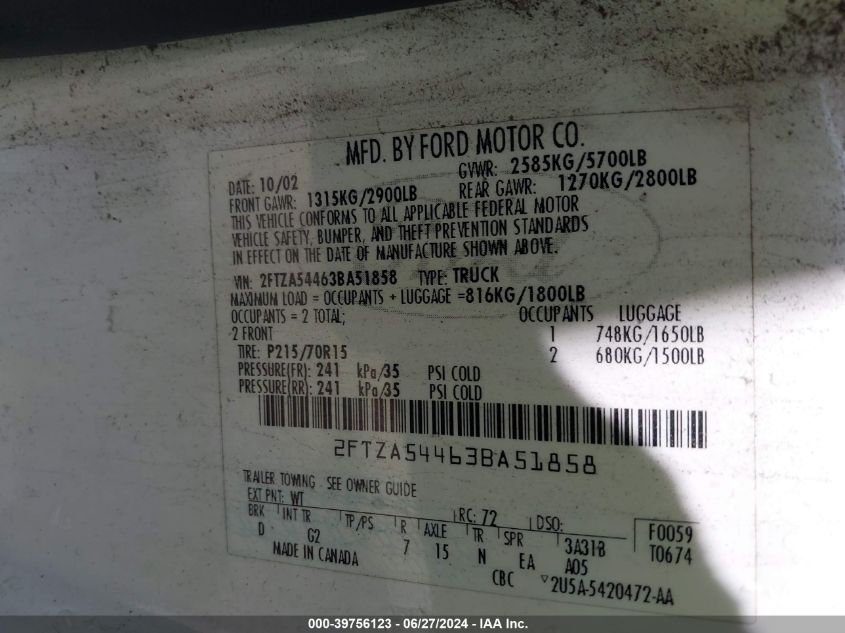 MFD. BY FORD MOTOR CO.
DATE: 10/02 GVWR: 2585KG/5700LB
FRONT GAWR: 1315KG/2900LB REAR GAWR: 1270KG/2800LB
THIS VEHICLE CONFORMS TO ALL APPLICABLE FEDERAL MOTOR
VEHICLE SAFETY, BUMPER, AND THEFT PREVENTION STANDARDS
IN EFFECT ON THE DATE OF MANUFACTURE SHOWN ABOVE.
VIN: 2FTZA54463BA51858 TYPE: TRUCK
MAXIMUM LOAD = OCCUPANTS + LUGGAGE =816KG/1800LB
OCCUPANTS = 2 TOTAL; OCCUPANTS LUGGAGE
2 FRONT 1 748KG/1650LB
TIRE: P215/70R15 2 680KG/1500LB
PRESSURE(FR): 241 kPa/35 PSI COLD
PRESSURE(RR): 241 kPa/35 PSI COLD
2FTZA54463BA51858
TRAILER TOWING - SEE OWNER GUIDE
EXT PNT: WT RC: 72 DSO: F0059
BRK INT TR TP/PS R AXLE TR SPR 3A31B T0674
D G2 7 15 N EA A05
MADE IN CANADA CBC 2U5A-5420472-AA
000-39756123 - 06/27/2024 - IAA Inc.